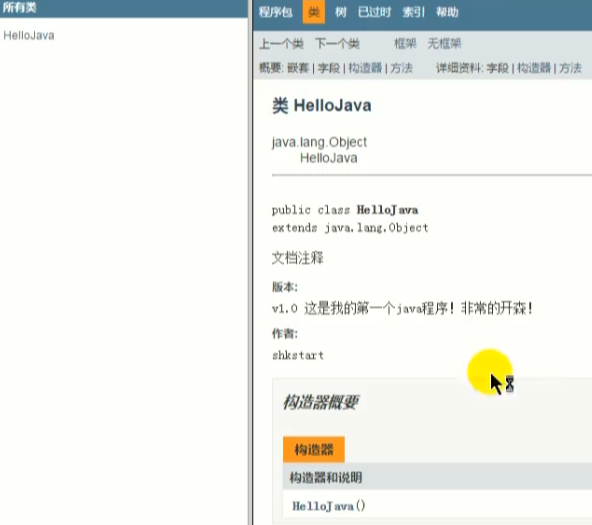 所有类
HelloJava
程序包 类 树 已过时 索引 帮助
上一个类 下一个类 框架 无框架
概要: 嵌套 | 字段 | 构造器 | 方法 详细资料: 字段 | 构造器 | 方法
类 HelloJava
java.lang.Object
HelloJava
public class HelloJava
extends java.lang.Object
文档注释
版本:
v1.0 这是我的第一个java程序! 非常的开森!
作者:
shkstart
构造器概要
构造器
构造器和说明
HelloJava()